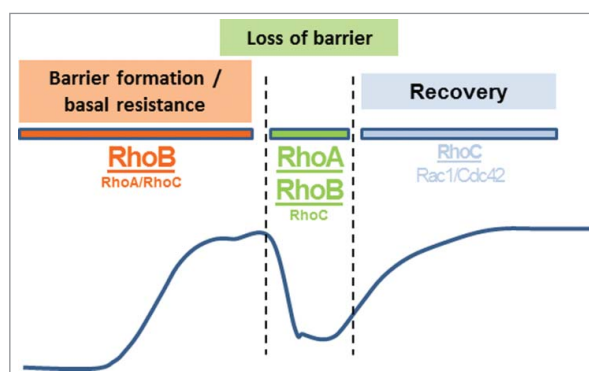 Loss of barrier
Barrier formation /
basal resistance
Recovery
RhoB
RhoA/RhoC
RhoA
RhoB
RhoC
RhoC
Rac1/Cdc42